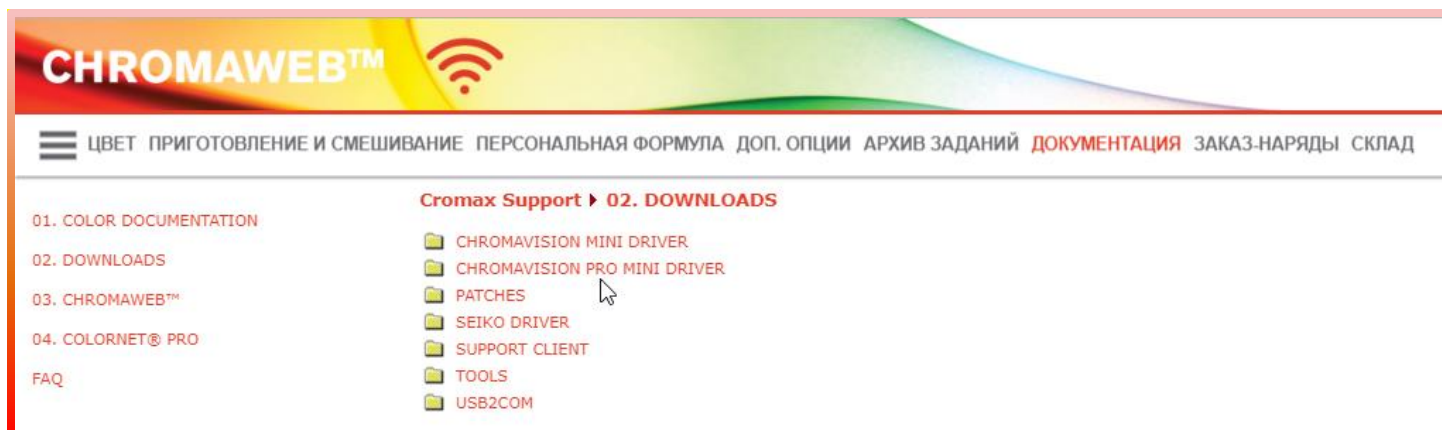 CHROMAWEB™
ЦВЕТ ПРИГОТОВЛЕНИЕ И СМЕШИВАНИЕ ПЕРСОНАЛЬНАЯ ФОРМУЛА ДОП. ОПЦИИ АРХИВ ЗАДАНИЙ ДОКУМЕНТАЦИЯ ЗАКАЗ-НАРЯДЫ СКЛАД
01. COLOR DOCUMENTATION
02. DOWNLOADS
03. CHROMAWEB™
04. COLORNET® PRO
FAQ
Cromax Support ▸ 02. DOWNLOADS
CHROMAVISION MINI DRIVER
CHROMAVISION PRO MINI DRIVER
PATCHES
SEIKO DRIVER
SUPPORT CLIENT
TOOLS
USB2COM